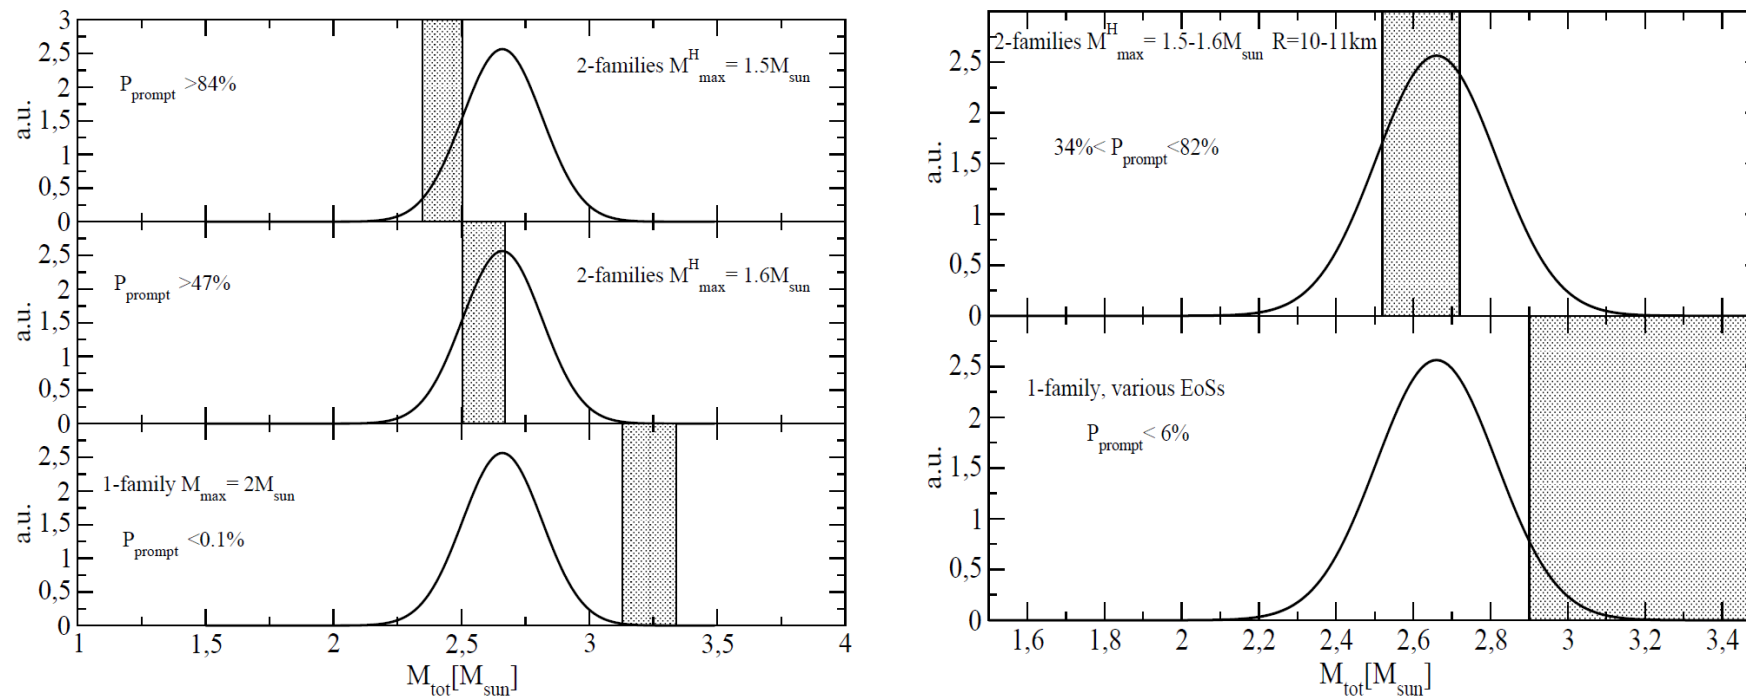 3
2,5
2
1,5
1
0,5
0
a.u.
P_prompt >84%
2-families M^H_max = 1.5M_sun
2,5
2
1,5
1
0,5
0
a.u.
P_prompt >47%
2-families M^H_max = 1.6M_sun
2,5
2
1,5
1
0,5
0
a.u.
1-family M_max = 2M_sun
P_prompt <0.1%
1 1,5 2 2,5 3 3,5 4
M_tot[M_sun]
2-families M^H_max = 1.5-1.6M_sun R=10-11km
2,5
2
1,5
1
0,5
0
a.u.
34%< P_prompt <82%
2,5
2
1,5
1
0,5
0
a.u.
1-family, various EoSs
P_prompt < 6%
1,6 1,8 2 2,2 2,4 2,6 2,8 3 3,2 3,4
M_tot[M_sun]